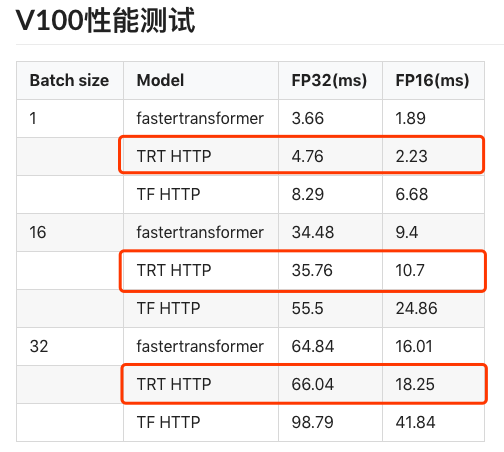 V100性能测试
Batch size Model FP32(ms) FP16(ms)
1 fastertransformer 3.66 1.89
TRT HTTP 4.76 2.23
TF HTTP 8.29 6.68
16 fastertransformer 34.48 9.4
TRT HTTP 35.76 10.7
TF HTTP 55.5 24.86
32 fastertransformer 64.84 16.01
TRT HTTP 66.04 18.25
TF HTTP 98.79 41.84